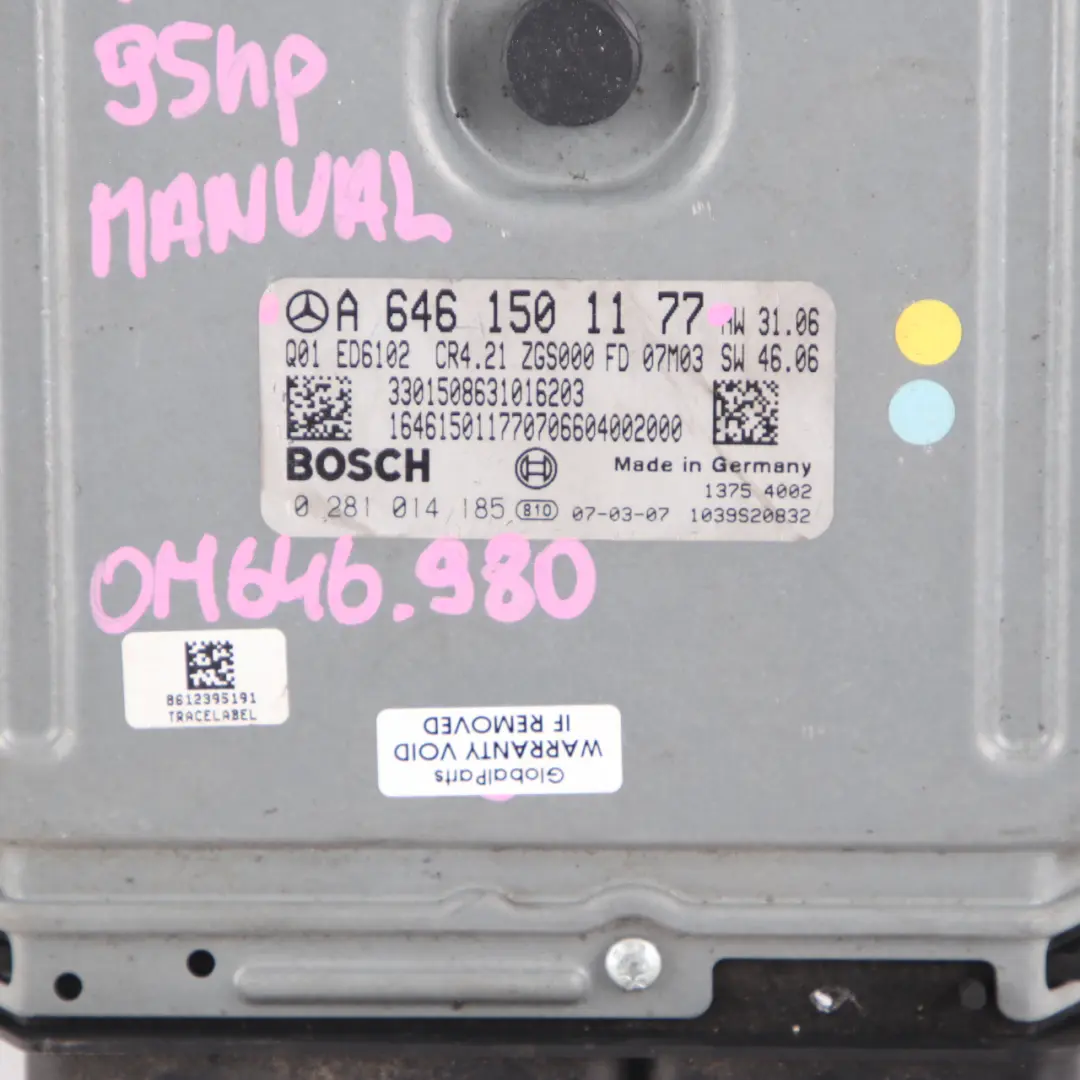 95hp
MANUAL
A 646 150 11 77 HW 31.06
Q01 ED6102 CR4.21 ZGS000 FD 07M03 SW 46.06
3301508631016203
1646150117707066​04002000
BOSCH
Made in Germany
1375 4002
0 281 014 185 810 07-03-07 1039S20832
OM646.980
8612395191
TRACELABEL
GlobalParts
WARRANTY VOID
IF REMOVED